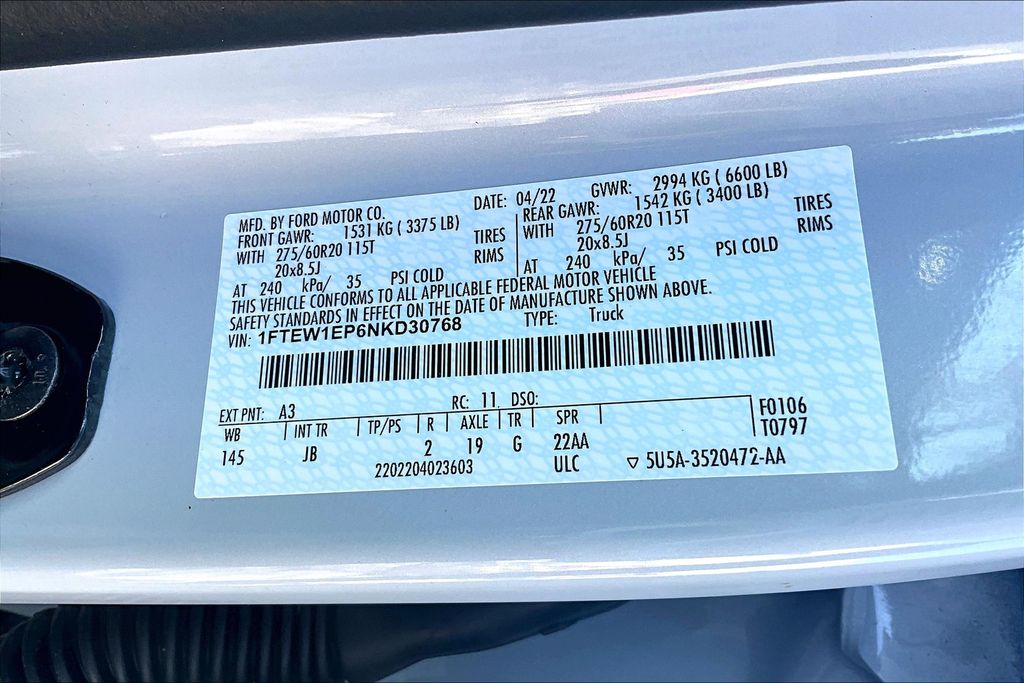 MFD. BY FORD MOTOR CO. DATE: 04/22 GVWR: 2994 KG ( 6600 LB)
FRONT GAWR: 1531 KG ( 3375 LB) REAR GAWR: 1542 KG ( 3400 LB)
WITH 275/60R20 115T TIRES WITH 275/60R20 115T TIRES
20x8.5J RIMS 20x8.5J RIMS
AT 240 kPa/ 35 PSI COLD AT 240 kPa/ 35 PSI COLD
THIS VEHICLE CONFORMS TO ALL APPLICABLE FEDERAL MOTOR VEHICLE
SAFETY STANDARDS IN EFFECT ON THE DATE OF MANUFACTURE SHOWN ABOVE.
VIN: 1FTEW1EP6NKD30768 TYPE: Truck
EXT PNT: A3 RC: 11 DSO:
WB INT TR TP/PS R AXLE TR SPR F0106
145 JB 2 19 G 22AA T0797
2202204023603 ULC 5U5A-3520472-AA